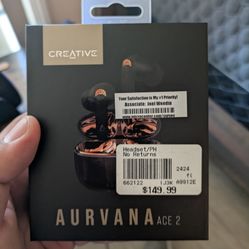 CREATIVE
Your Satisfaction is My #1 Priority!
Associate: Joel Woodin
Headset/PH
No Returns
2424
662122
$149.99
AURVANA ACE 2